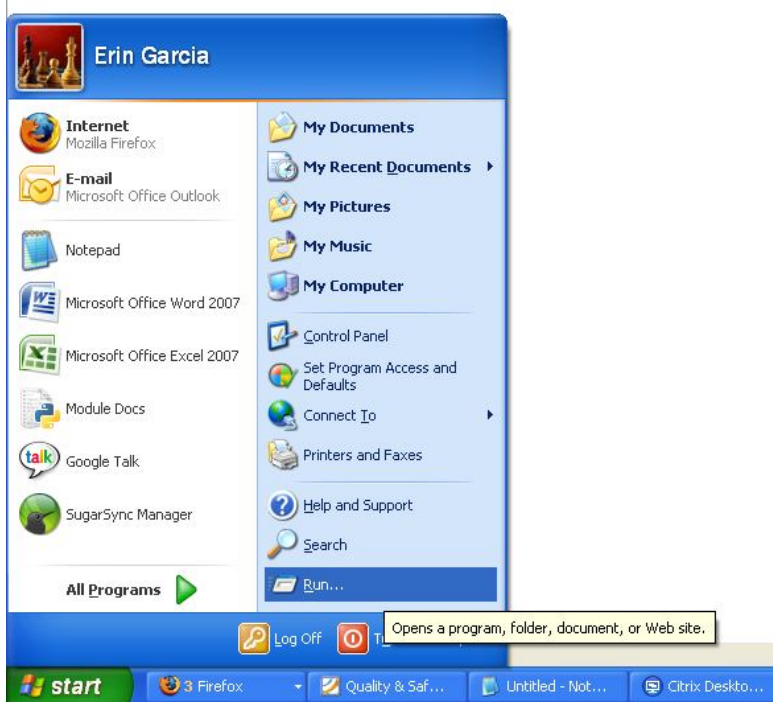 Erin Garcia
Internet
Mozilla Firefox
E-mail
Microsoft Office Outlook
Notepad
Microsoft Office Word 2007
Microsoft Office Excel 2007
Module Docs
talk
Google Talk
SugarSync Manager
All Programs
My Documents
My Recent Documents
My Pictures
My Music
My Computer
Control Panel
Set Program Access and
Defaults
Connect To
Printers and Faxes
Help and Support
Search
Run...
Log Off
Opens a program, folder, document, or Web site.
start
3 Firefox
Quality & Saf...
Untitled - Not...
Citrix Deskto...